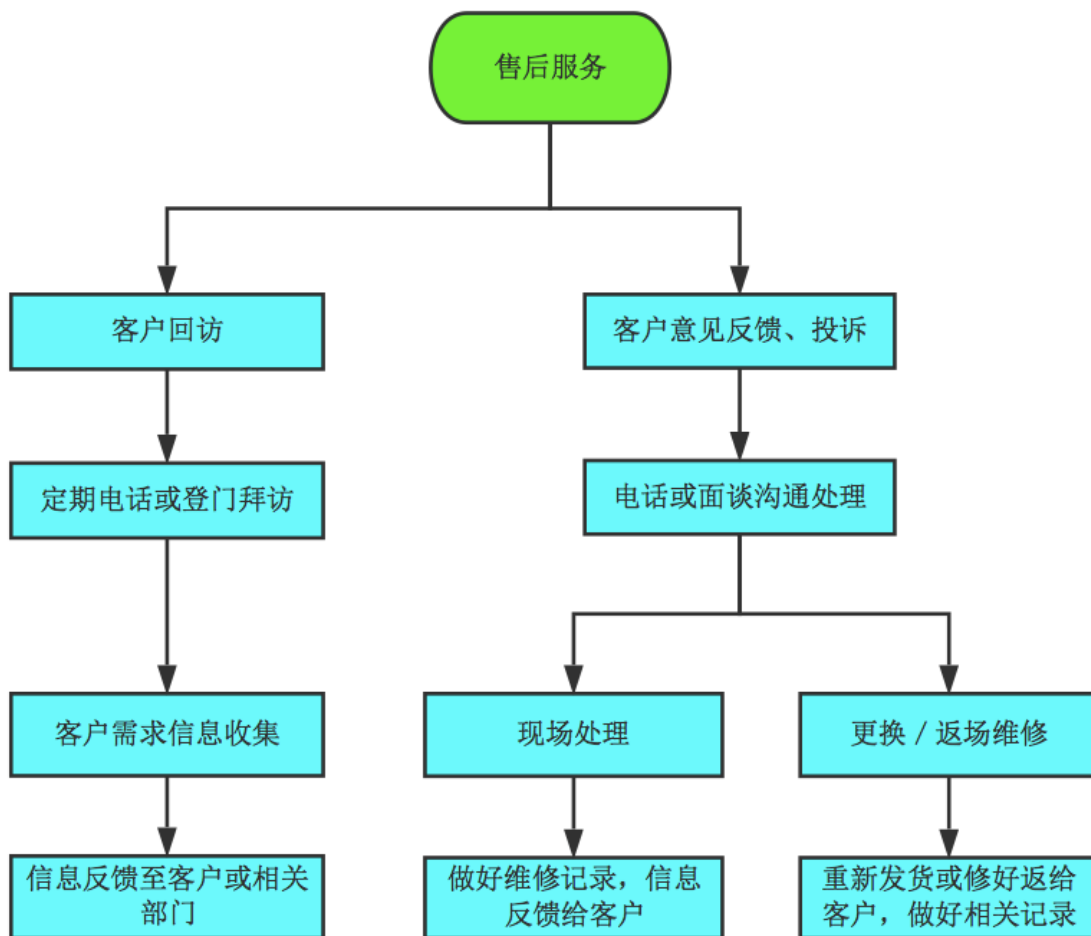 售后服务
客户回访
客户意见反馈、投诉
定期电话或登门拜访
电话或面谈沟通处理
客户需求信息收集
现场处理
更换 / 返场维修
信息反馈至客户或相关
部门
做好维修记录，信息
反馈给客户
重新发货或修好返给
客户，做好相关记录